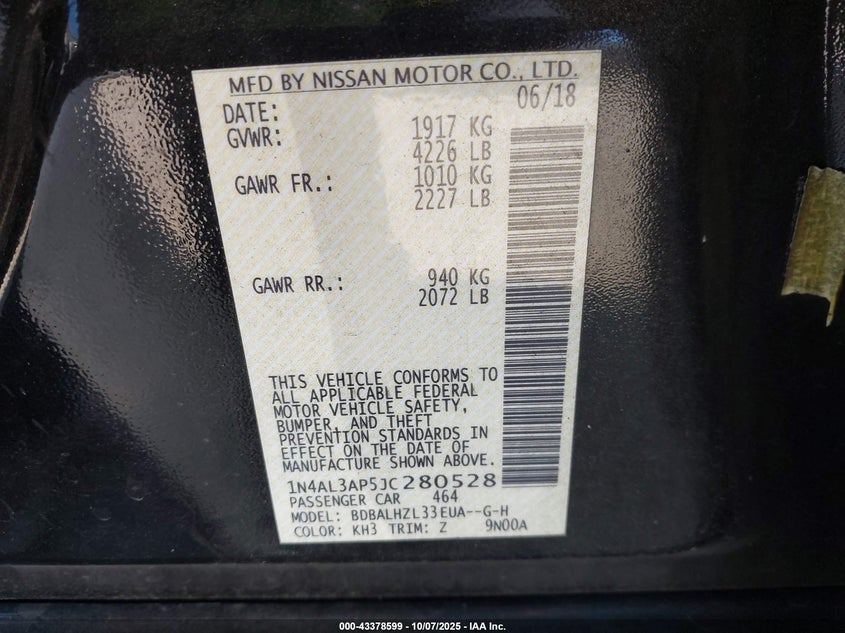 MFD BY NISSAN MOTOR CO., LTD.
DATE: 06/18
GVWR: 1917 KG
4226 LB
GAWR FR.: 1010 KG
2227 LB
GAWR RR.: 940 KG
2072 LB
THIS VEHICLE CONFORMS TO
ALL APPLICABLE FEDERAL
MOTOR VEHICLE SAFETY,
BUMPER, AND THEFT
PREVENTION STANDARDS IN
EFFECT ON THE DATE OF
MANUFACTURE SHOWN ABOVE.
1N4AL3AP5JC280528
PASSENGER CAR 464
MODEL: BDBALHZL33EUA--G-H
COLOR: KH3 TRIM: Z 9N00A
000-43378599 - 10/07/2025 - IAA Inc.